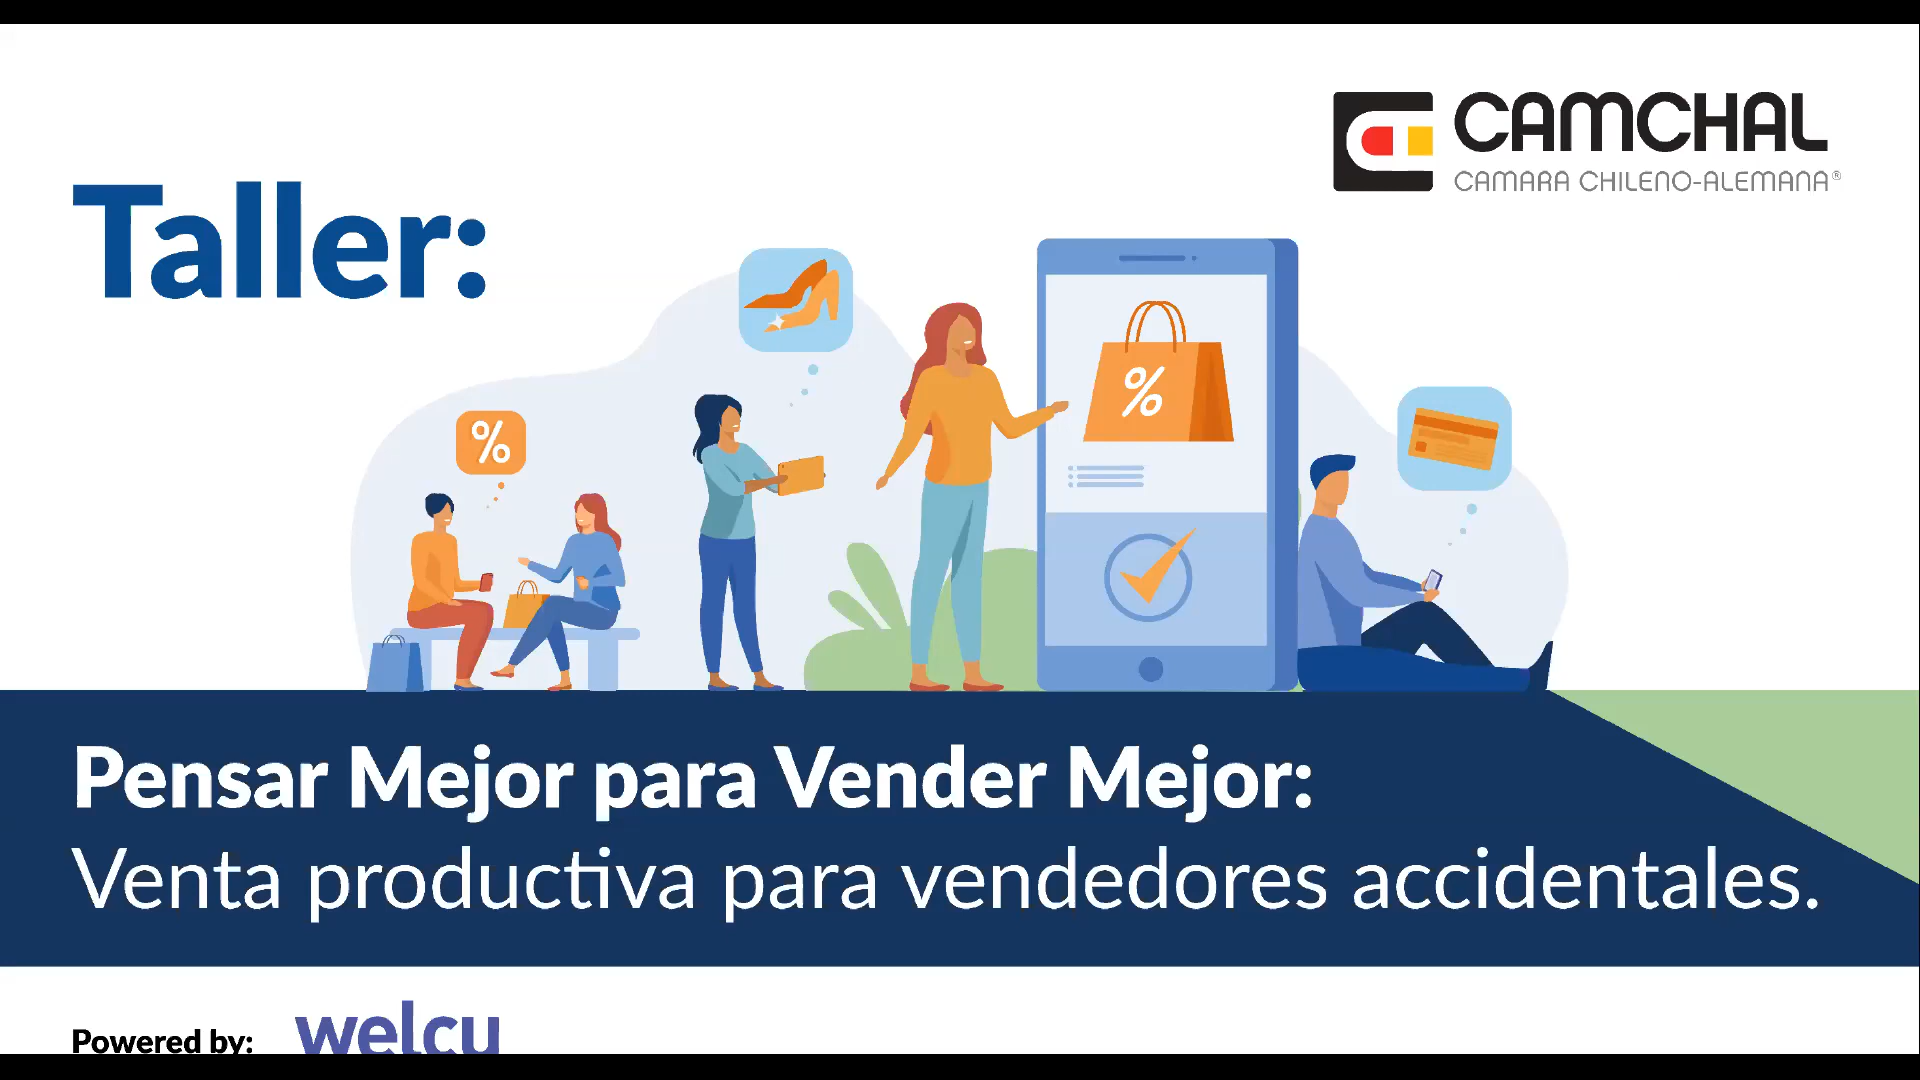 CAMCHAL
CAMARA CHILENO-ALEMANA®
Taller:
%
%
Pensar Mejor para Vender Mejor:
Venta productiva para vendedores accidentales.
Powered by: welcu